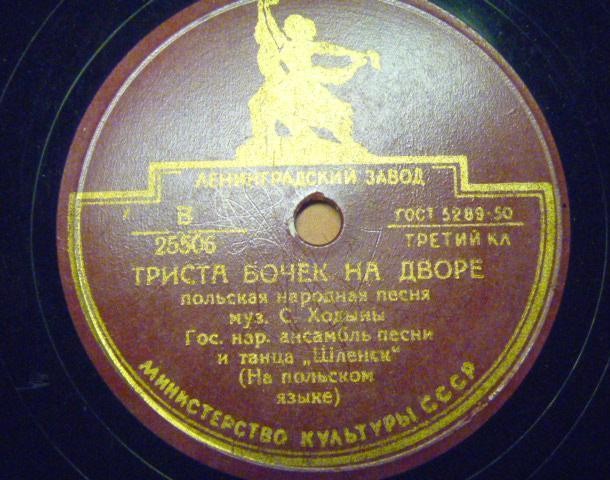 ЛЕНИНГРАДСКИЙ ЗАВОД
В
25506
ГОСТ 5289-50
ТРЕТИЙ КЛ
ТРИСТА БОЧЕК НА ДВОРЕ
польская народная песня
муз. С. Ходыны
Гос. нар. ансамбль песни
и танца „Шленск"
(На польском
языке)
МИНИСТЕРСТВО КУЛЬТУРЫ СССР